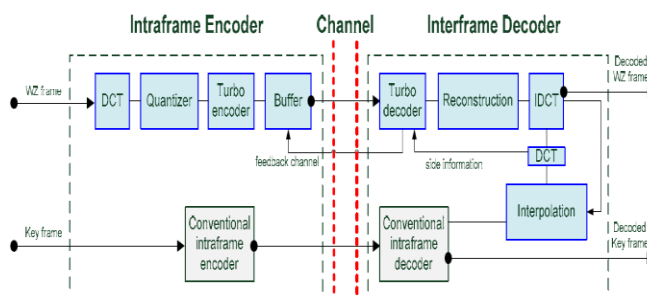 Intraframe Encoder
Channel
Interframe Decoder
WZ frame
DCT
Quantizer
Turbo
encoder
Buffer
Turbo
decoder
Reconstruction
IDCT
Decoded
WZ frame
feedback channel
side information
DCT
Interpolation
Key frame
Conventional
intraframe
encoder
Conventional
intraframe
decoder
Decoded
Key frame